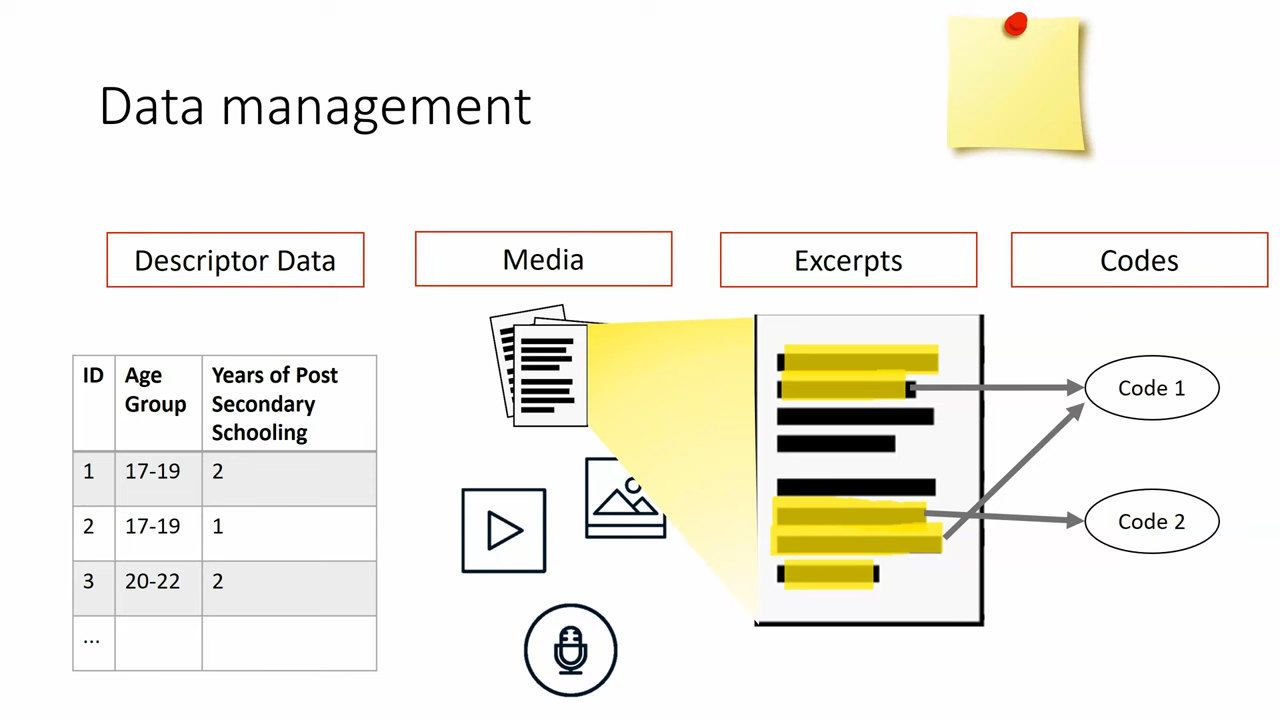 Data management
Descriptor Data
Media
Excerpts
Codes
ID
Age
Group
Years of Post
Secondary
Schooling
1
17-19
2
2
17-19
1
3
20-22
2
...
Code 1
Code 2